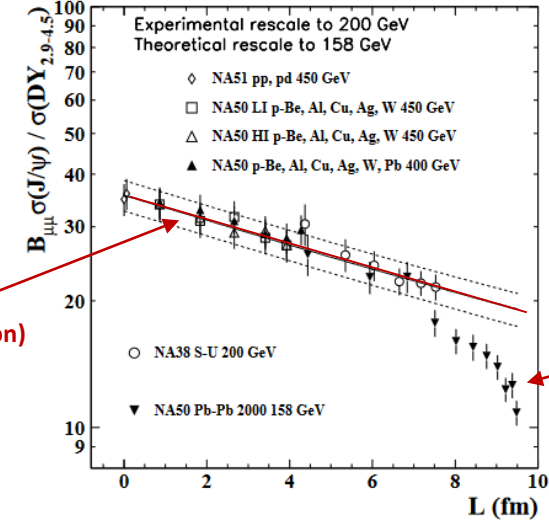 100
90
80
70
60
50
40
30
20
10
9
B_μμ σ(J/ψ) / σ(DY_2.9-4.5)
Experimental rescale to 200 GeV
Theoretical rescale to 158 GeV
NA51 pp, pd 450 GeV
NA50 LI p-Be, Al, Cu, Ag, W 450 GeV
NA50 HI p-Be, Al, Cu, Ag, W 450 GeV
NA50 p-Be, Al, Cu, Ag, W, Pb 400 GeV
on)
NA38 S-U 200 GeV
NA50 Pb-Pb 2000 158 GeV
0 2 4 6 8 10
L (fm)